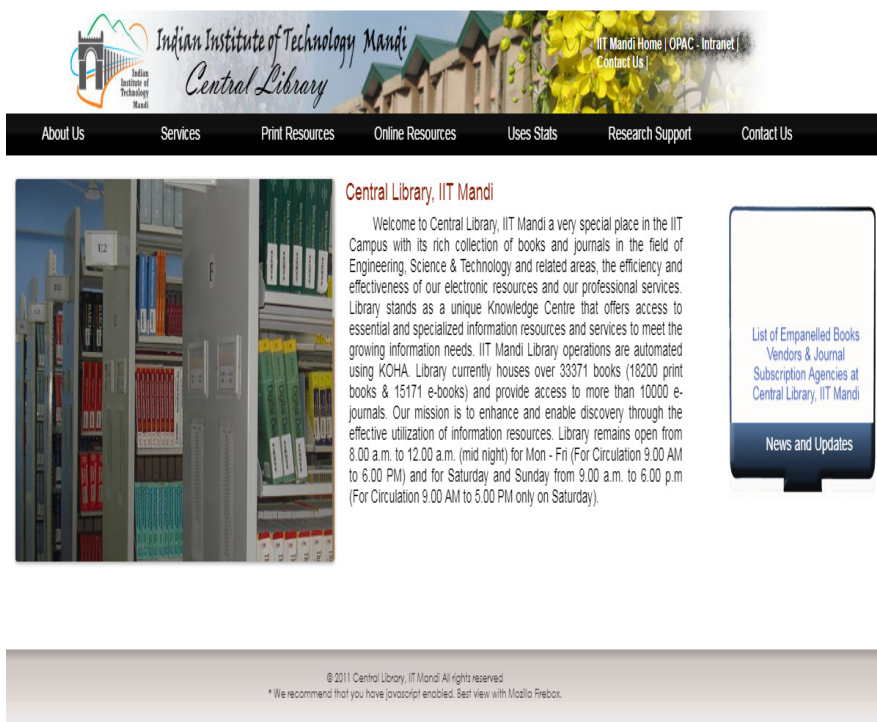 Indian Institute of Technology Mandi
Central Library
Indian
Institute of
Technology
Mandi
IIT Mandi Home | OPAC - Intranet |
Contact Us |
About Us Services Print Resources Online Resources Uses Stats Research Support Contact Us
E2
F
Central Library, IIT Mandi
Welcome to Central Library, IIT Mandi a very special place in the IIT
Campus with its rich collection of books and journals in the field of
Engineering, Science & Technology and related areas, the efficiency and
effectiveness of our electronic resources and our professional services.
Library stands as a unique Knowledge Centre that offers access to
essential and specialized information resources and services to meet the
growing information needs. IIT Mandi Library operations are automated
using KOHA. Library currently houses over 33371 books (18200 print
books & 15171 e-books) and provide access to more than 10000 e-
journals. Our mission is to enhance and enable discovery through the
effective utilization of information resources. Library remains open from
8.00 a.m. to 12.00 a.m. (mid night) for Mon - Fri (For Circulation 9.00 AM
to 6.00 PM) and for Saturday and Sunday from 9.00 a.m. to 6.00 p.m
(For Circulation 9.00 AM to 5.00 PM only on Saturday).
List of Empanelled Books
Vendors & Journal
Subscription Agencies at
Central Library, IIT Mandi
News and Updates
© 2011 Central Library, IIT Mandi All rights reserved
* We recommend that you have javascript enabled. Best view with Mozilla Firebox.